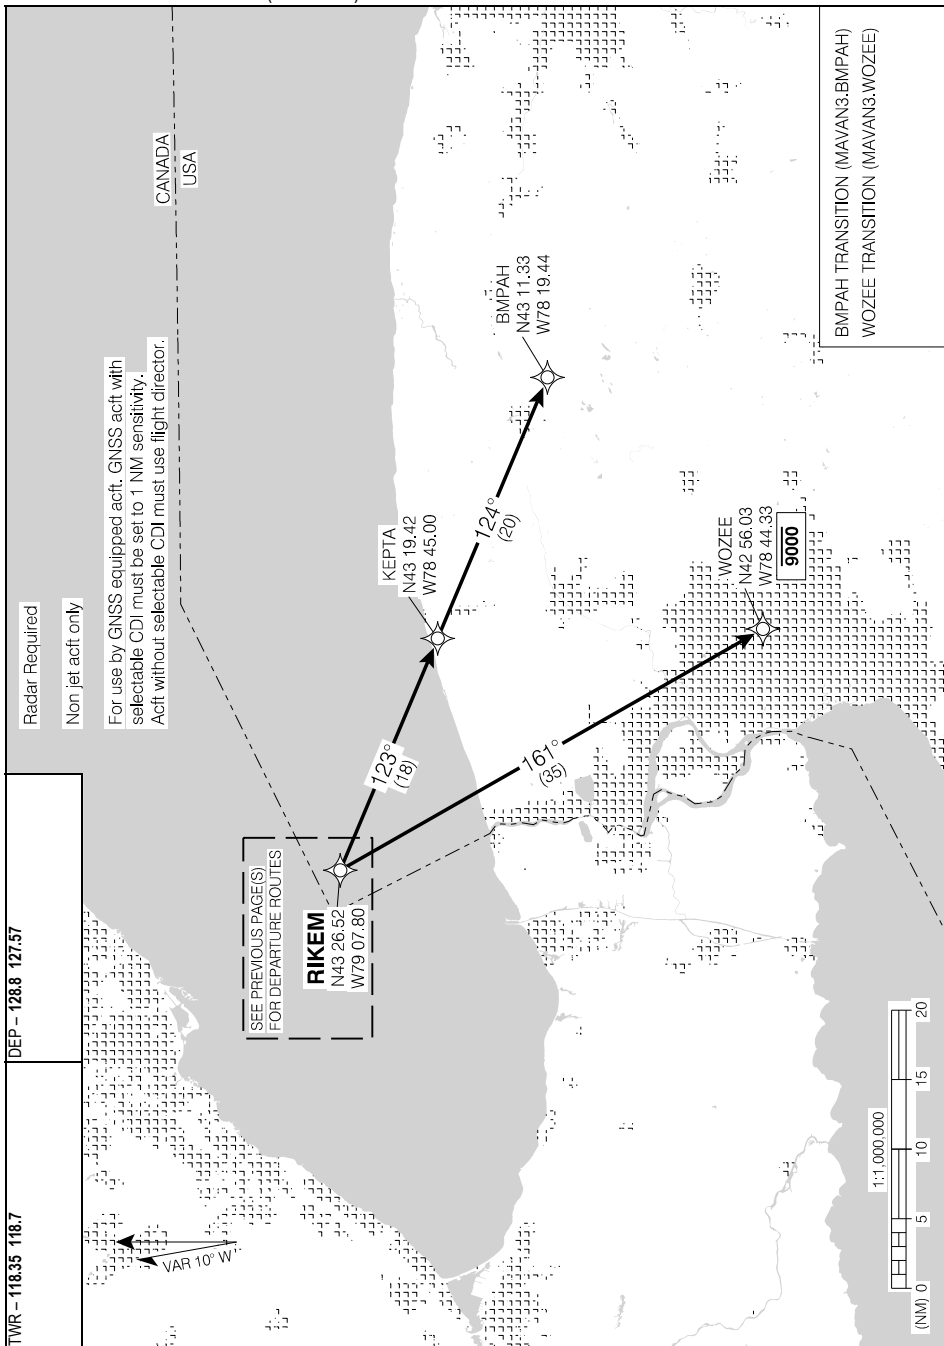 TWR – 118.35 118.7
DEP – 128.8 127.57
Radar Required
Non jet acft only
For use by GNSS equipped acft. GNSS acft with
selectable CDI must be set to 1 NM sensitivity.
Acft without selectable CDI must use flight director.
CANADA
USA
VAR 10° W
SEE PREVIOUS PAGE(S)
FOR DEPARTURE ROUTES
RIKEM
N43 26.52
W79 07.80
123°
(18)
KEPTA
N43 19.42
W78 45.00
124°
(20)
BMPAH
N43 11.33
W78 19.44
161°
(35)
WOZEE
N42 56.03
W78 44.33
9000
1:1,000,000
(NM) 0 5 10 15 20
BMPAH TRANSITION (MAVAN3.BMPAH)
WOZEE TRANSITION (MAVAN3.WOZEE)